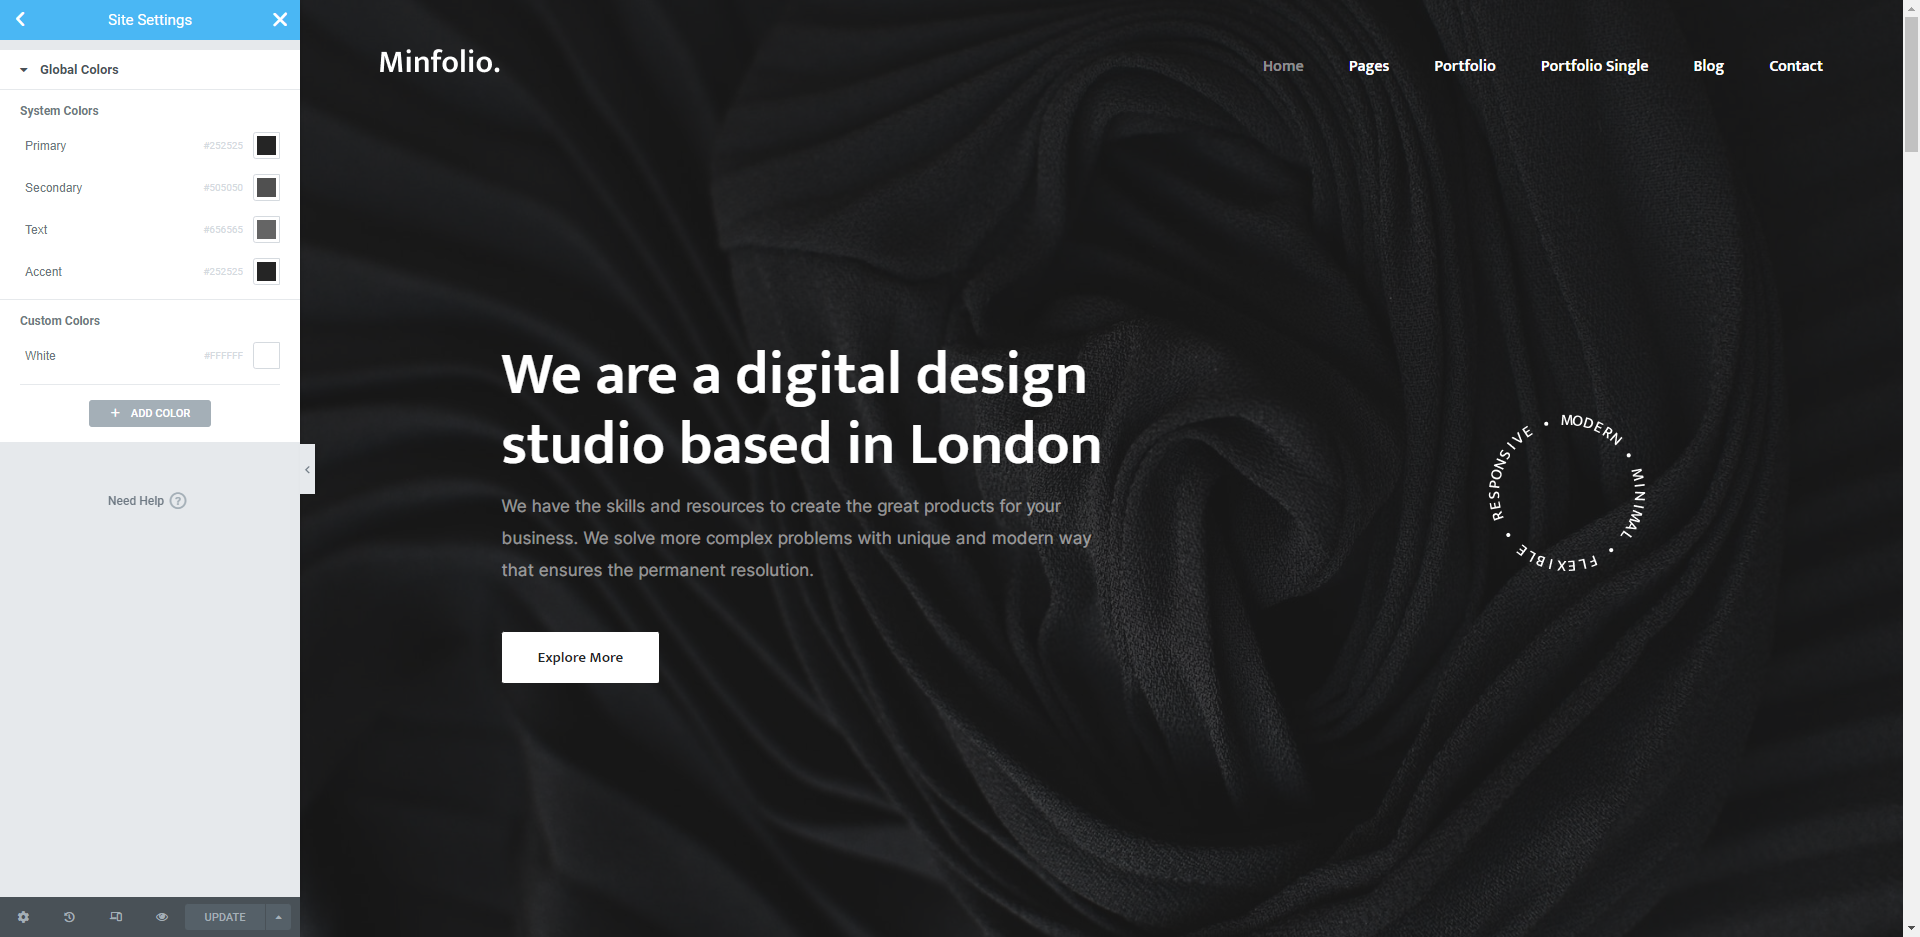 Site Settings
Global Colors
System Colors
Primary #252525
Secondary #505050
Text #656565
Accent #252525
Custom Colors
White #FFFFFF
+ ADD COLOR
Need Help ?
UPDATE
Minfolio.
Home Pages Portfolio Portfolio Single Blog Contact
We are a digital design
studio based in London
We have the skills and resources to create the great products for your
business. We solve more complex problems with unique and modern way
that ensures the permanent resolution.
Explore More
MODERN • MINIMAL • FLEXIBLE • RESPONSIVE •